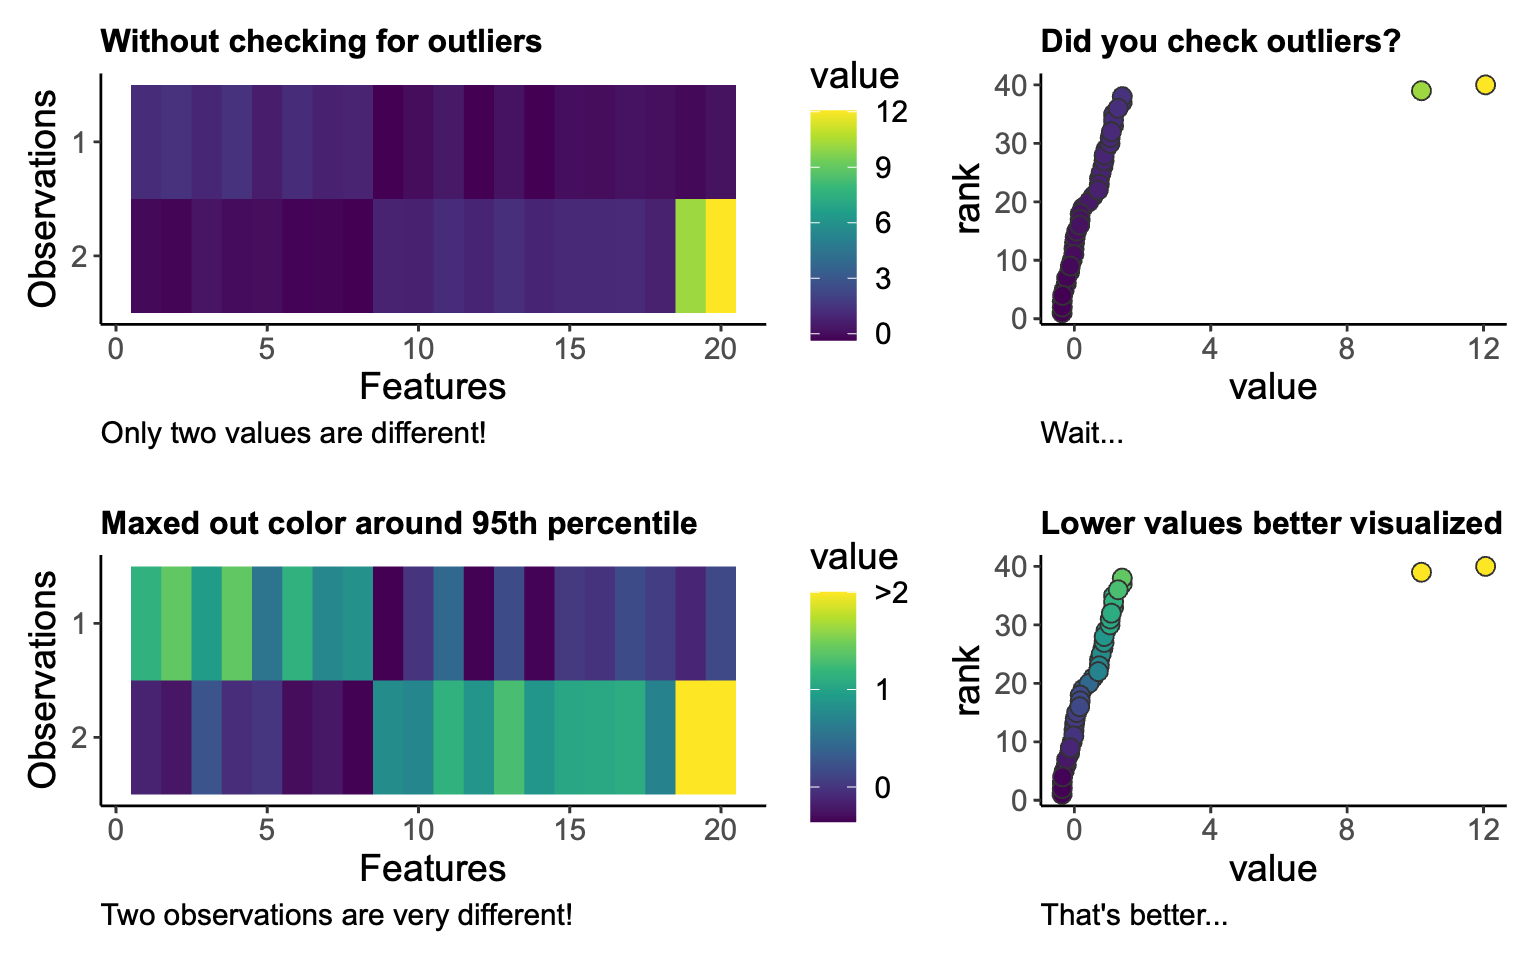 Without checking for outliers
Observations
1
2
0 5 10 15 20
Features
Only two values are different!
value
12
9
6
3
0
Did you check outliers?
rank
40
30
20
10
0
0 4 8 12
value
Wait...
Maxed out color around 95th percentile
Observations
1
2
0 5 10 15 20
Features
Two observations are very different!
value
>2
1
0
Lower values better visualized
rank
40
30
20
10
0
0 4 8 12
value
That's better...